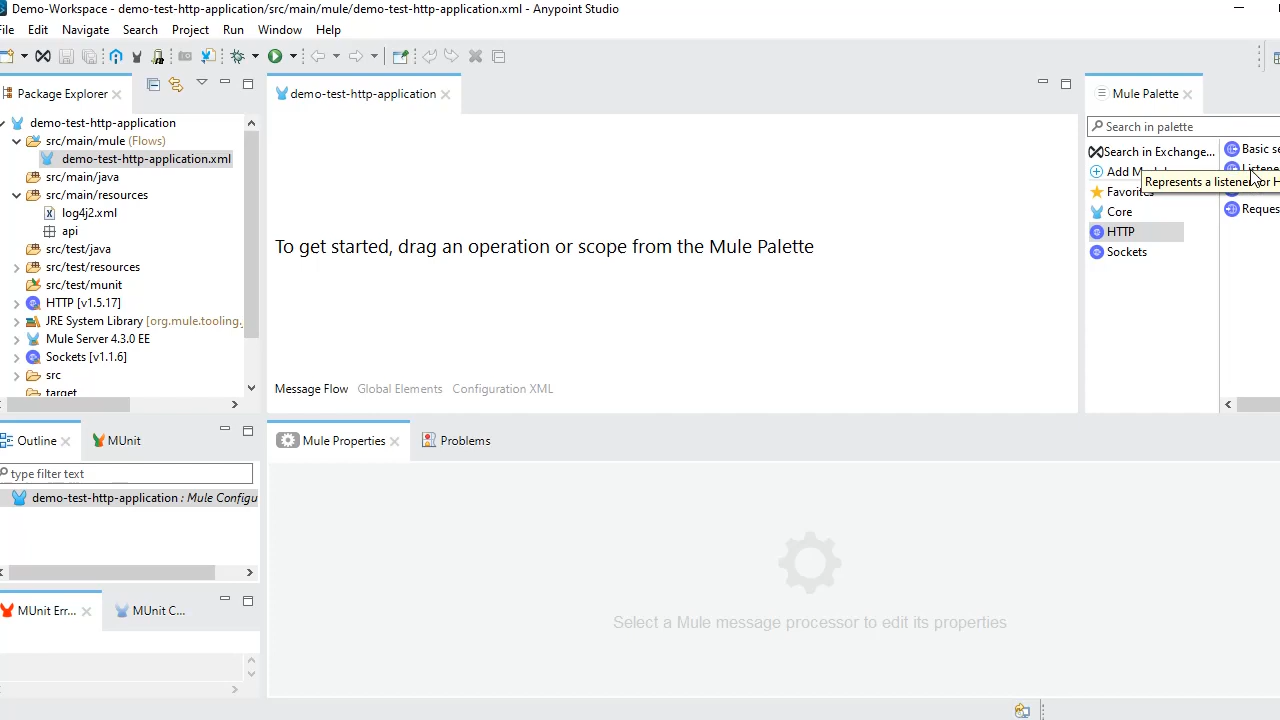 Demo-Workspace - demo-test-http-application/src/main/mule/demo-test-http-application.xml - Anypoint Studio
File Edit Navigate Search Project Run Window Help
Package Explorer
demo-test-http-application
src/main/mule (Flows)
demo-test-http-application.xml
src/main/java
src/main/resources
log4j2.xml
api
src/test/java
src/test/resources
src/test/munit
HTTP [v1.5.17]
JRE System Library [org.mule.tooling.
Mule Server 4.3.0 EE
Sockets [v1.1.6]
src
target
demo-test-http-application
To get started, drag an operation or scope from the Mule Palette
Message Flow Global Elements Configuration XML
Mule Palette
Search in palette
Search in Exchange...
Add M
Favorites
Core
HTTP
Sockets
Basic se
Listene
Represents a listener for H
Reques
Outline
MUnit
type filter text
demo-test-http-application : Mule Configu
MUnit Err...
MUnit C...
Mule Properties
Problems
Select a Mule message processor to edit its properties